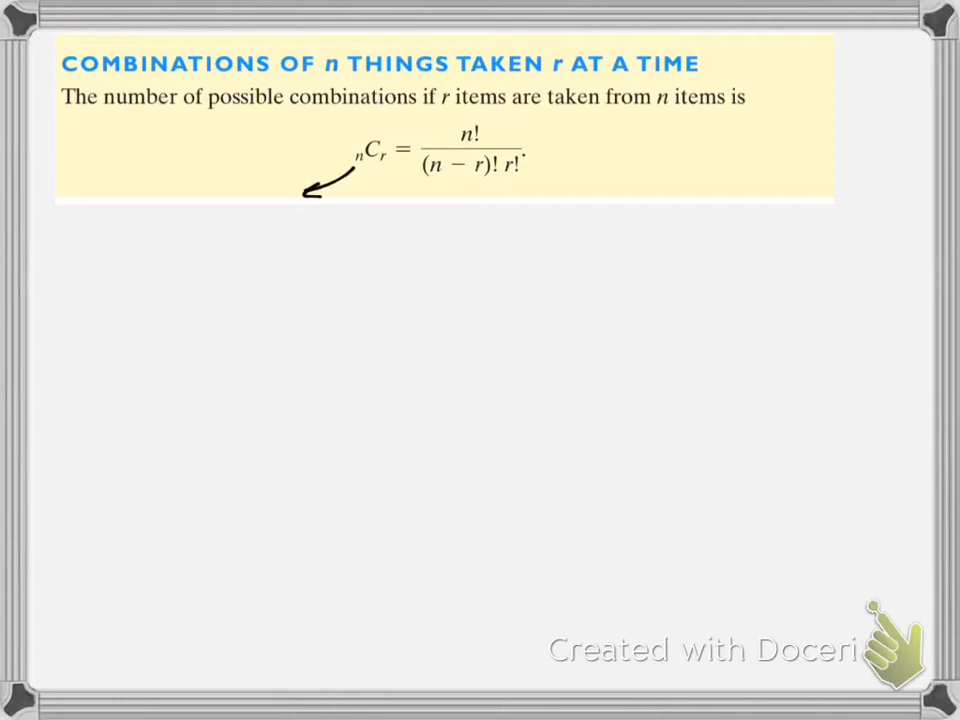 COMBINATIONS OF n THINGS TAKEN r AT A TIME
The number of possible combinations if r items are taken from n items is
ₙCᵣ = n! / (n − r)! r!.
Created with Doceri